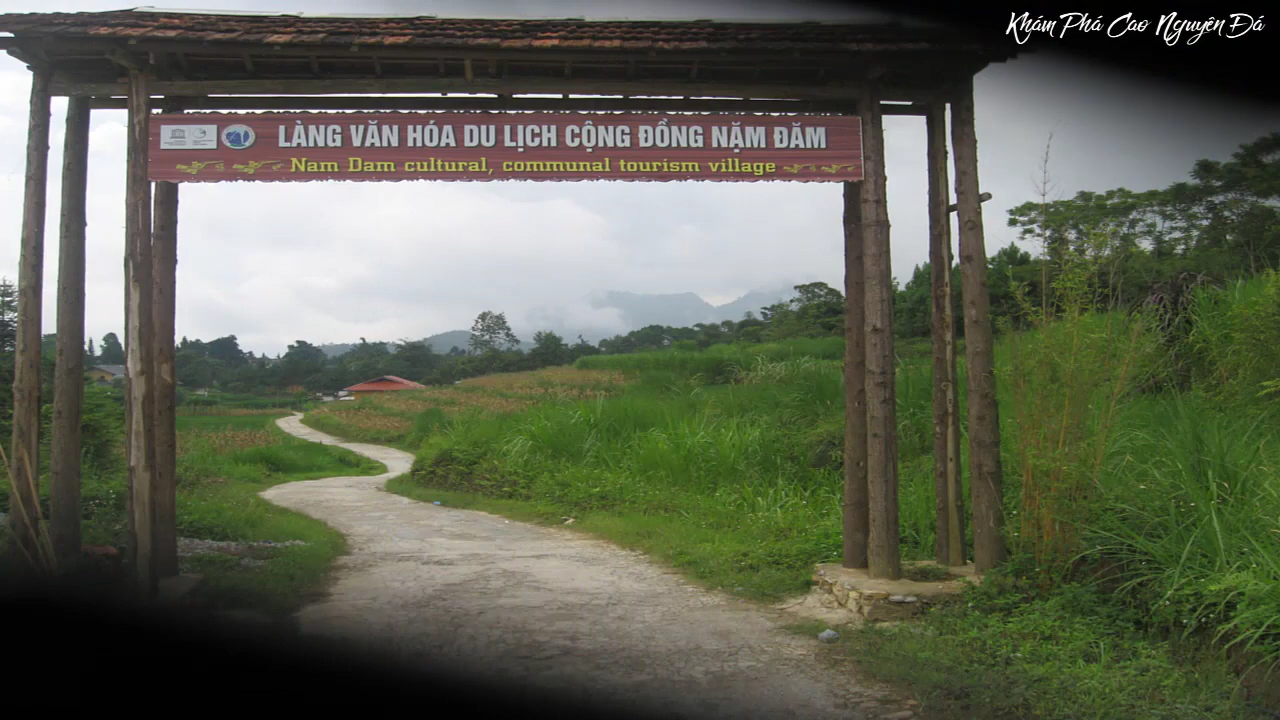 Khám Phá Cao Nguyên Đá
LÀNG VĂN HÓA DU LỊCH CỘNG ĐỒNG NẶM ĐĂM
Nam Dam cultural, communal tourism village